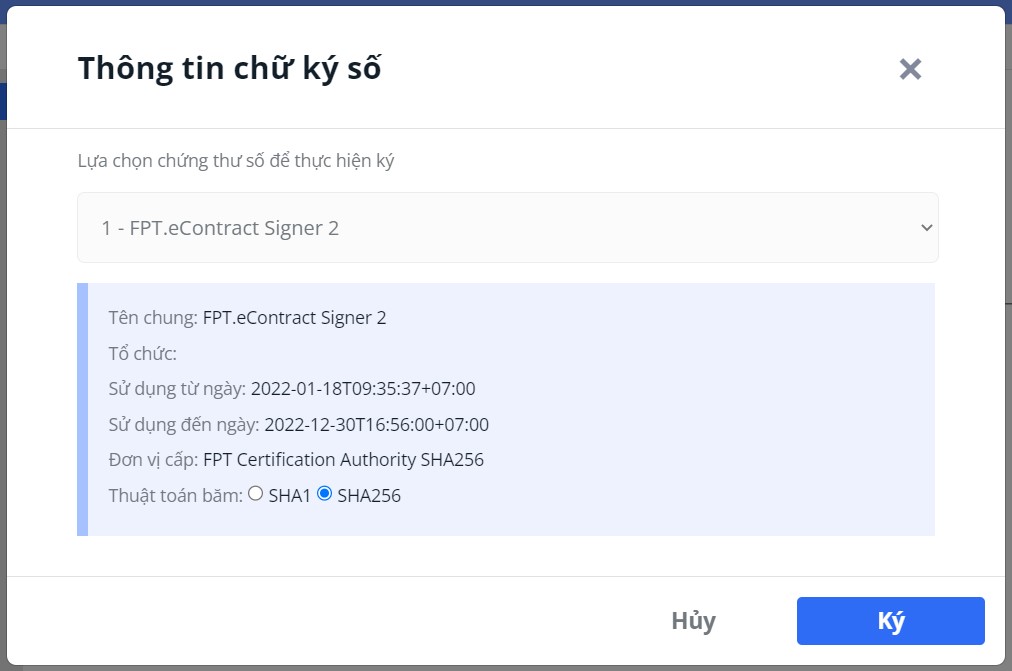 Thông tin chữ ký số
Lựa chọn chứng thư số để thực hiện ký
1 - FPT.eContract Signer 2
Tên chung: FPT.eContract Signer 2
Tổ chức:
Sử dụng từ ngày: 2022-01-18T09:35:37+07:00
Sử dụng đến ngày: 2022-12-30T16:56:00+07:00
Đơn vị cấp: FPT Certification Authority SHA256
Thuật toán băm: SHA1 SHA256
Hủy Ký